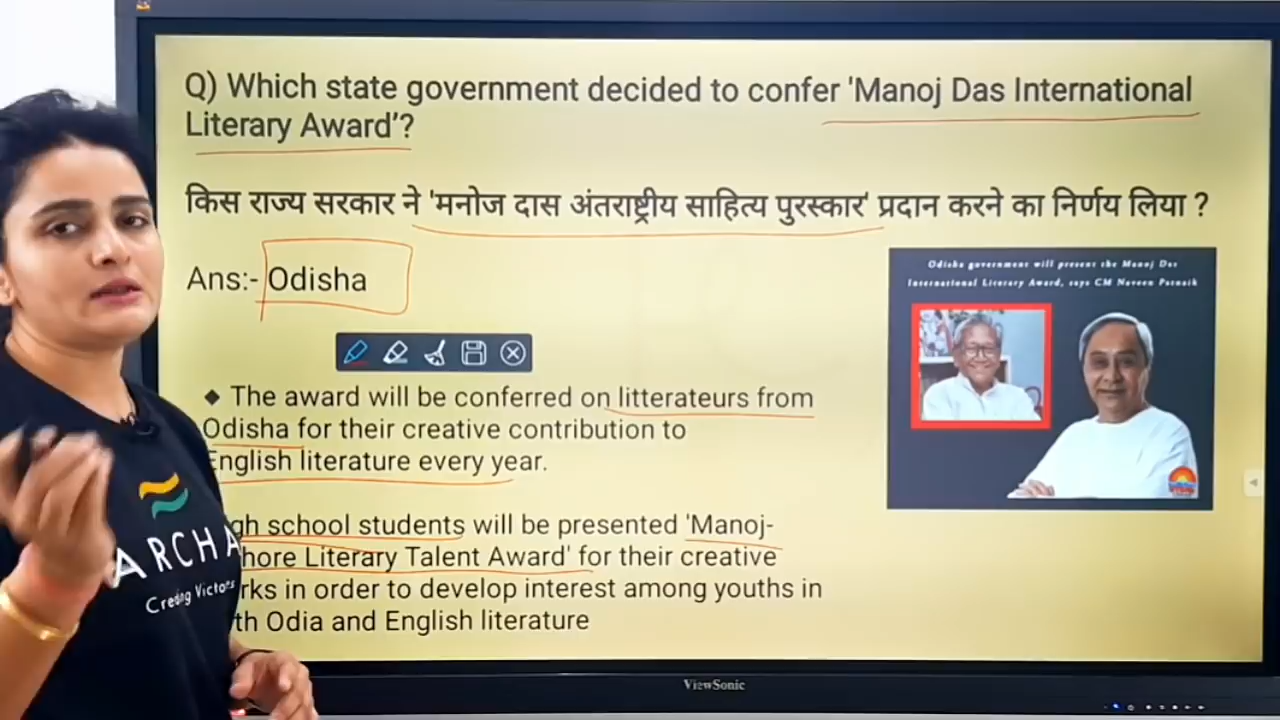 Q) Which state government decided to confer 'Manoj Das International
Literary Award'?
किस राज्य सरकार ने 'मनोज दास अंतराष्ट्रीय साहित्य पुरस्कार' प्रदान करने का निर्णय लिया ?
Ans:- Odisha
Odisha government will present the Manoj Das
International Literary Award, says CM Naveen Patnaik
◆ The award will be conferred on litterateurs from
Odisha for their creative contribution to
English literature every year.
gh school students will be presented 'Manoj-
hore Literary Talent Award' for their creative
rks in order to develop interest among youths in
th Odia and English literature
ARCHA
Creating Victors
ViewSonic